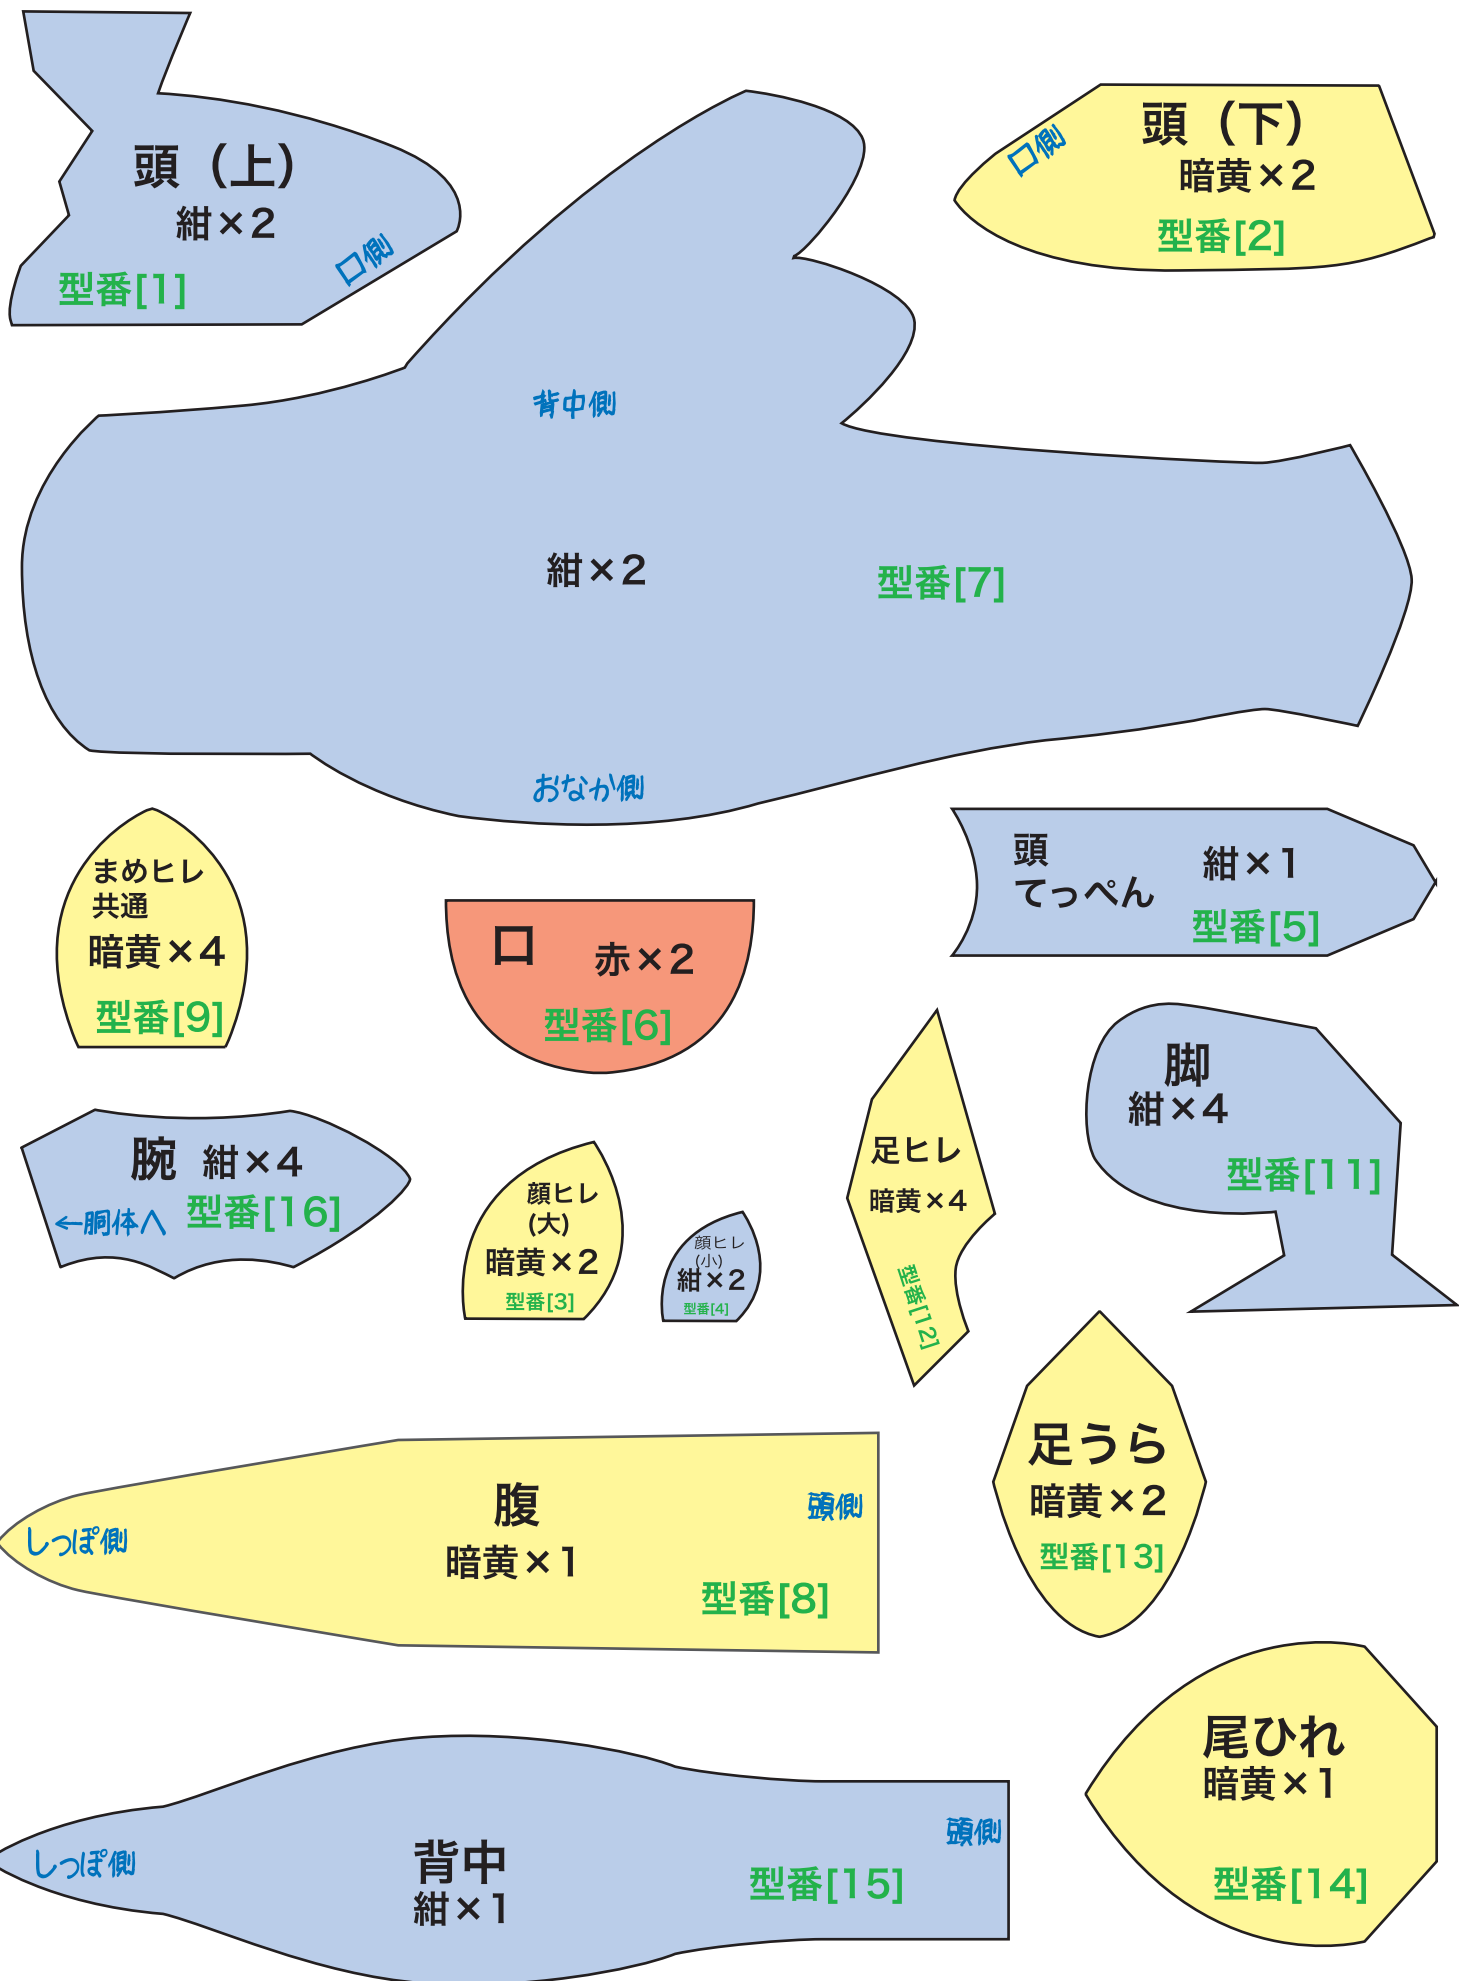 頭（上）
紺×2
口側
型番[1]
頭（下）
口側
暗黄×2
型番[2]
背中側
紺×2
型番[7]
おなか側
まめヒレ
共通
暗黄×4
型番[9]
口
赤×2
型番[6]
頭
てっぺん
紺×1
型番[5]
腕 紺×4
←胴体へ
型番[16]
顔ヒレ
(大)
暗黄×2
型番[3]
顔ヒレ
(小)
紺×2
型番[4]
足ヒレ
暗黄×4
型番[12]
脚
紺×4
型番[11]
足うら
暗黄×2
型番[13]
しっぽ側
腹
暗黄×1
頭側
型番[8]
尾ひれ
暗黄×1
型番[14]
しっぽ側
背中
紺×1
頭側
型番[15]